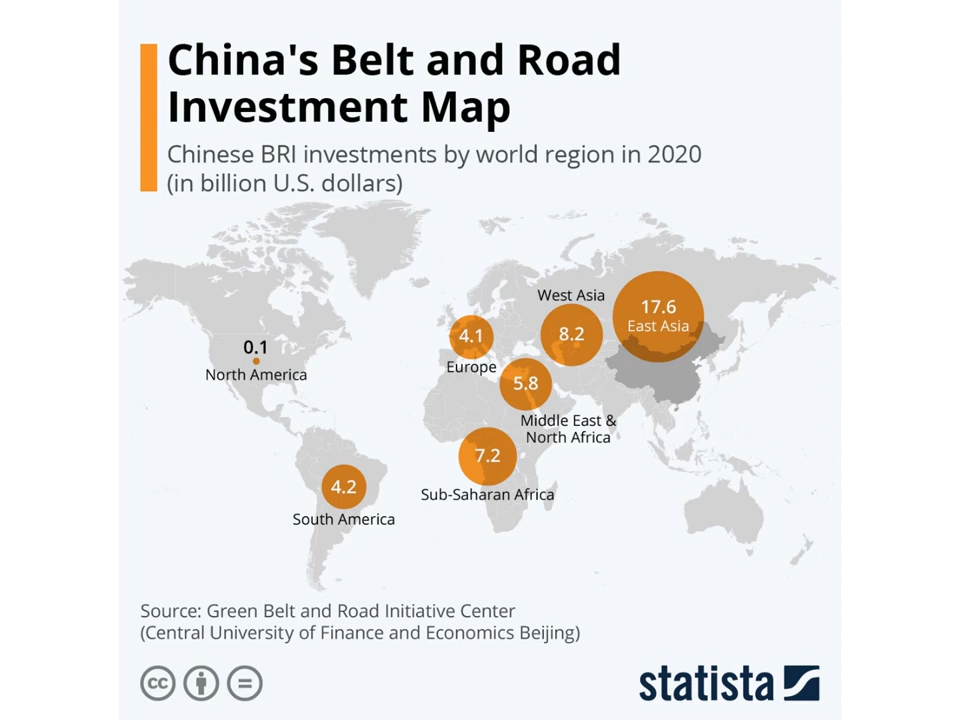 China's Belt and Road
Investment Map
Chinese BRI investments by world region in 2020
(in billion U.S. dollars)
West Asia
17.6
East Asia
8.2
4.1
Europe
0.1
North America
5.8
Middle East &
North Africa
7.2
Sub-Saharan Africa
4.2
South America
Source: Green Belt and Road Initiative Center
(Central University of Finance and Economics Beijing)
cc
=
statista